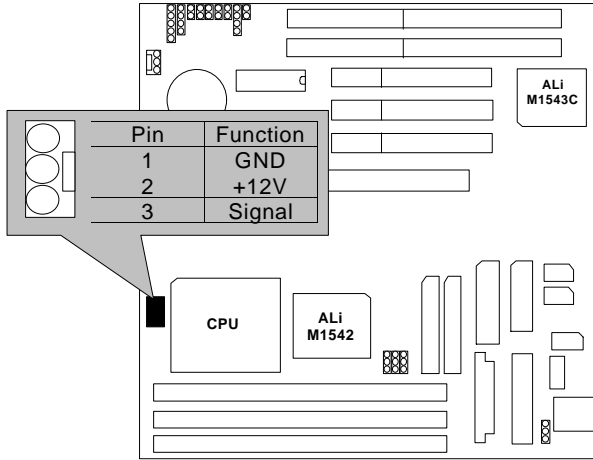 ALi
M1543C
Pin Function
1 GND
2 +12V
3 Signal
CPU
ALi
M1542